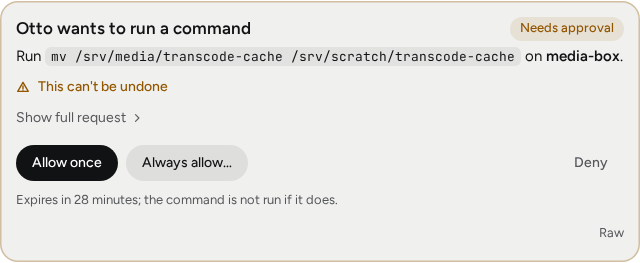 Otto wants to run a command
Needs approval
Run mv /srv/media/transcode-cache /srv/scratch/transcode-cache on media-box.
This can't be undone
Show full request
Allow once
Always allow...
Deny
Expires in 28 minutes; the command is not run if it does.
Raw